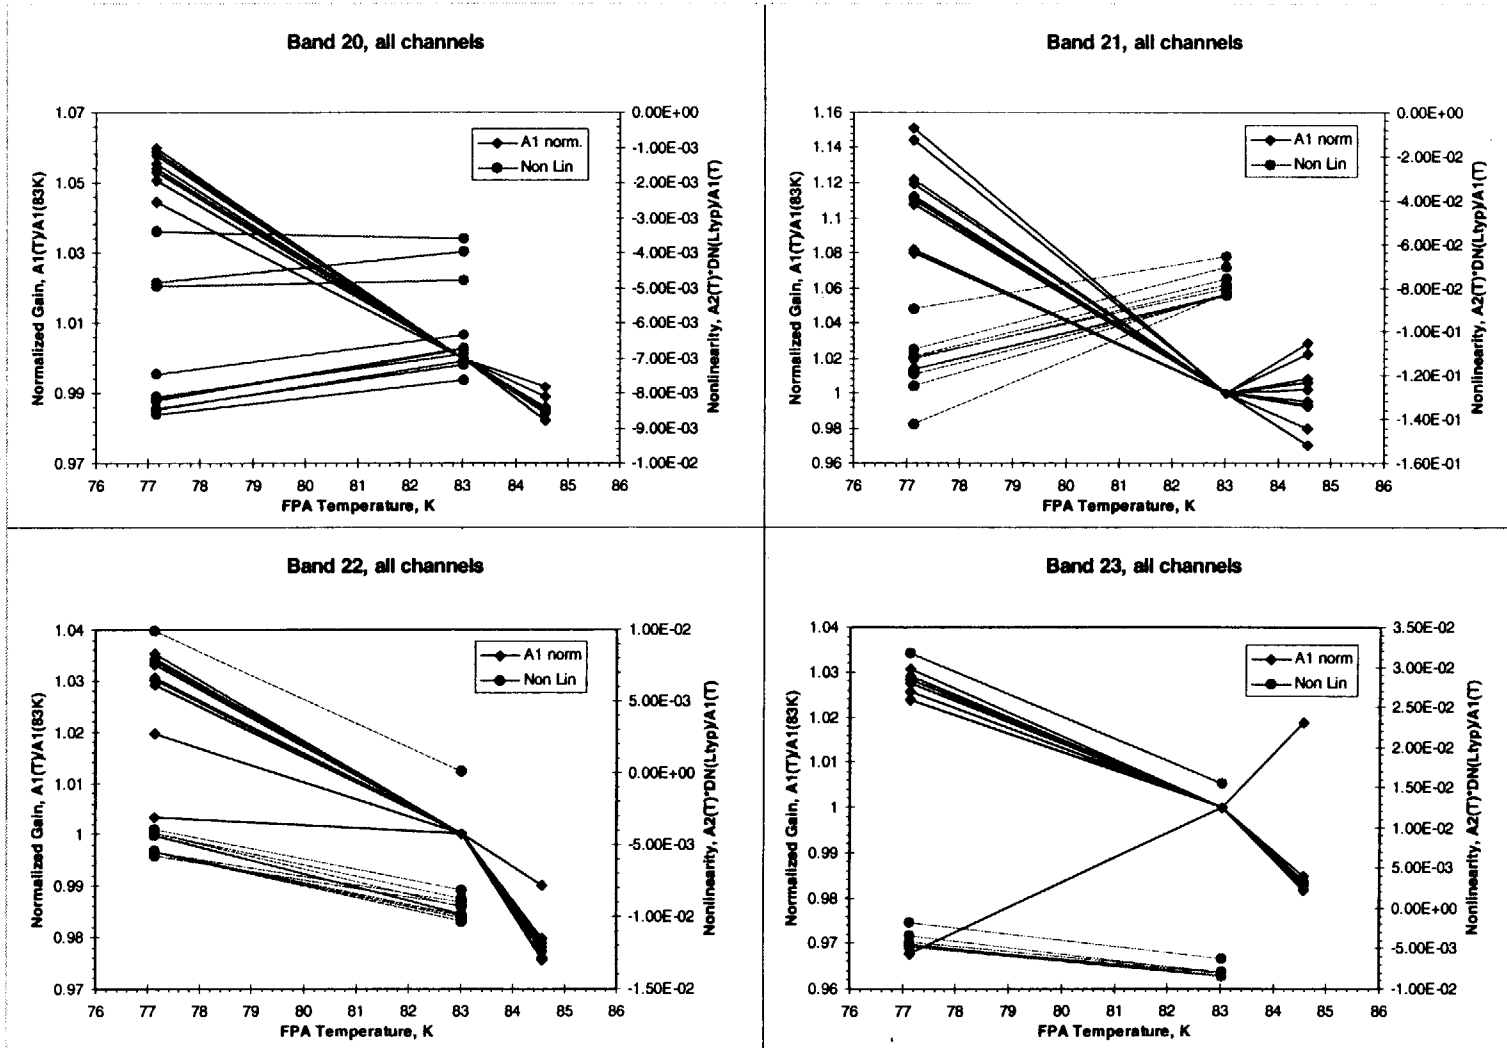 Band 20, all channels
1.07
1.05
1.03
1.01
0.99
0.97
Normalized Gain, A1(T)/A1(83K)
0.00E+00
-1.00E-03
-2.00E-03
-3.00E-03
-4.00E-03
-5.00E-03
-6.00E-03
-7.00E-03
-8.00E-03
-9.00E-03
-1.00E-02
Nonlinearity, A2(T)*DN(Ltyp)/A1(T)
A1 norm.
Non Lin
76 77 78 79 80 81 82 83 84 85 86
FPA Temperature, K
Band 21, all channels
1.16
1.14
1.12
1.1
1.08
1.06
1.04
1.02
1
0.98
0.96
Normalized Gain, A1(T)/A1(83K)
0.00E+00
-2.00E-02
-4.00E-02
-6.00E-02
-8.00E-02
-1.00E-01
-1.20E-01
-1.40E-01
-1.60E-01
Nonlinearity, A2(T)*DN(Ltyp)/A1(T)
A1 norm
Non Lin
76 77 78 79 80 81 82 83 84 85 86
FPA Temperature, K
Band 22, all channels
1.04
1.03
1.02
1.01
1
0.99
0.98
0.97
Normalized Gain, A1(T)/A1(83K)
1.00E-02
5.00E-03
0.00E+00
-5.00E-03
-1.00E-02
-1.50E-02
Nonlinearity, A2(T)*DN(Ltyp)/A1(T)
A1 norm
Non Lin
76 77 78 79 80 81 82 83 84 85 86
FPA Temperature, K
Band 23, all channels
1.04
1.03
1.02
1.01
1
0.99
0.98
0.97
0.96
Normalized Gain, A1(T)/A1(83K)
3.50E-02
3.00E-02
2.50E-02
2.00E-02
1.50E-02
1.00E-02
5.00E-03
0.00E+00
-5.00E-03
-1.00E-02
Nonlinearity, A2(T)*DN(Ltyp)/A1(T)
A1 norm
Non Lin
76 77 78 79 80 81 82 83 84 85 86
FPA Temperature, K